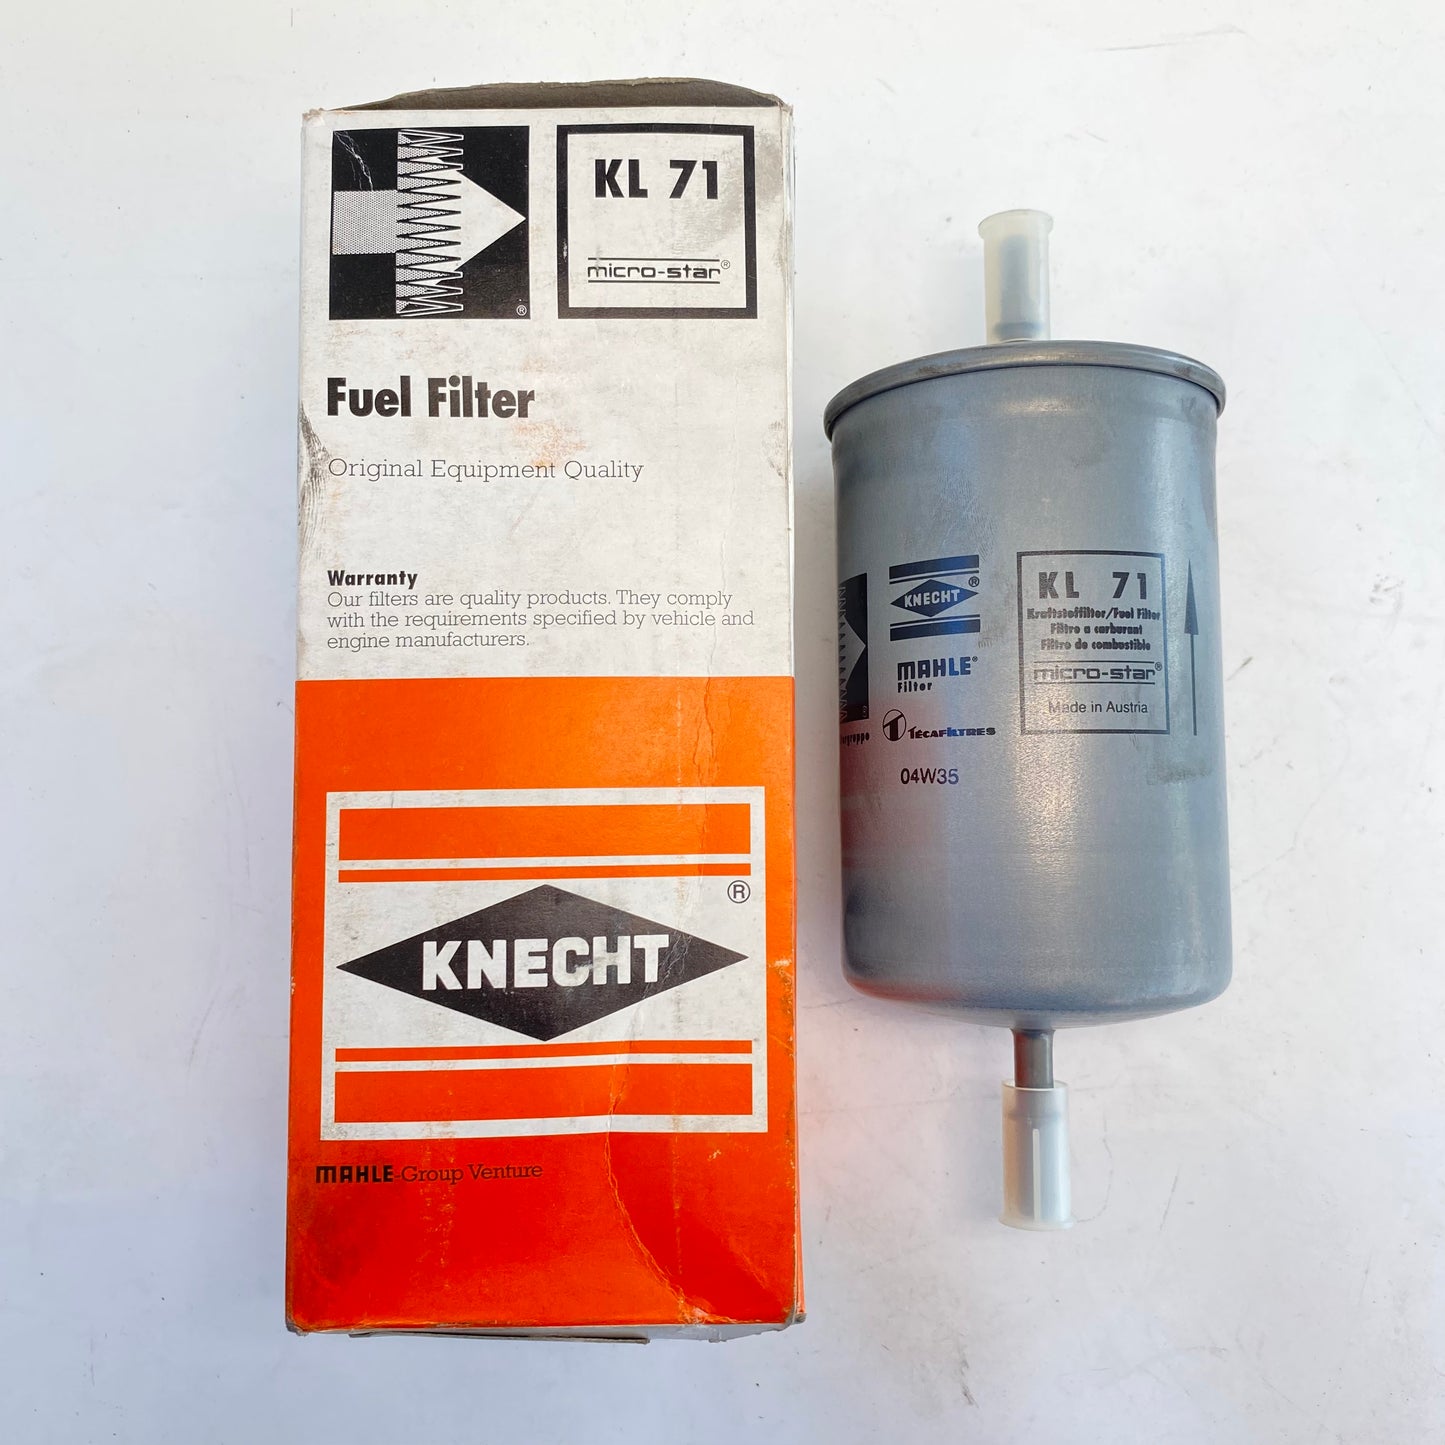 KL 71
micro-star®
®
Fuel Filter
Original Equipment Quality
Warranty
Our filters are quality products. They comply
with the requirements specified by vehicle and
engine manufacturers.
®
KNECHT
MAHLE-Group Venture
KNECHT ®
MAHLE®
Filter
TÉCAFILTRES
04W35
KL 71
Kraftstoffilter/Fuel Filter
Filtre a carburant
Filtro de combustible
micro-star®
Made in Austria